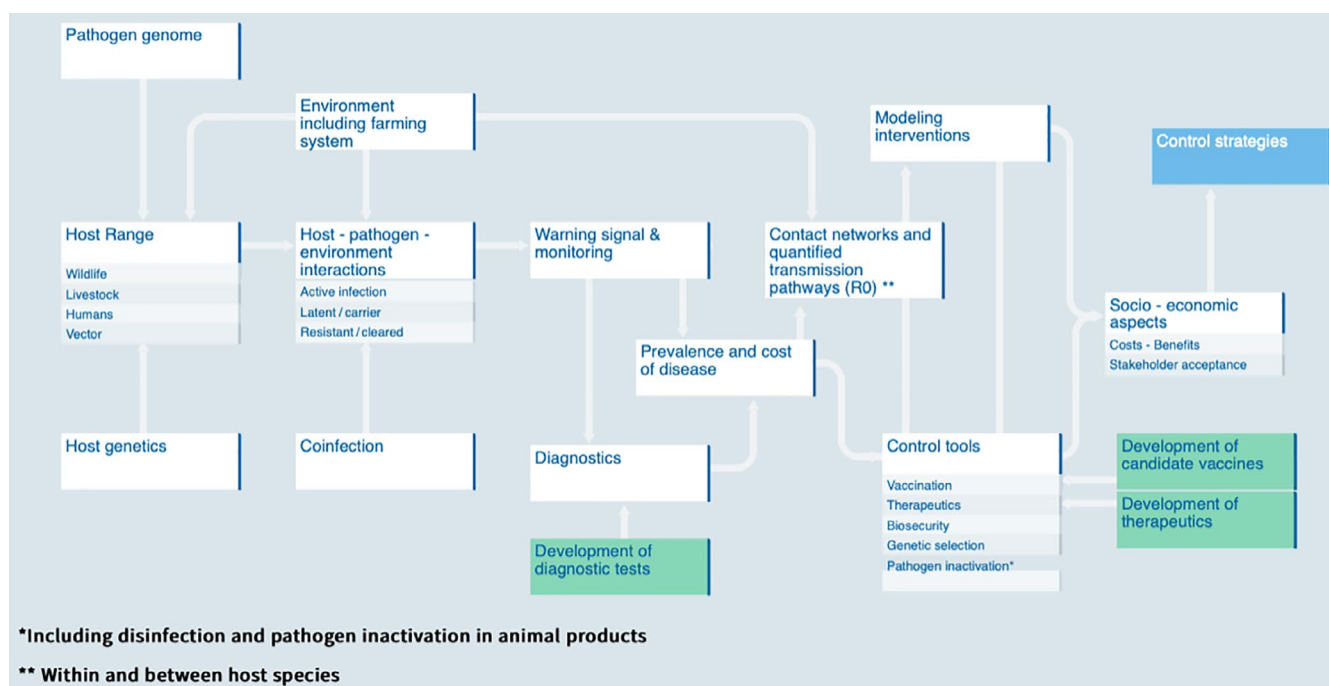 Pathogen genome
Environment
including farming
system
Modeling
interventions
Control strategies
Host Range
Wildlife
Livestock
Humans
Vector
Host - pathogen -
environment
interactions
Active infection
Latent / carrier
Resistant / cleared
Warning signal &
monitoring
Contact networks and
quantified
transmission
pathways (R0) **
Socio - economic
aspects
Costs - Benefits
Stakeholder acceptance
Prevalence and cost
of disease
Host genetics
Coinfection
Diagnostics
Control tools
Vaccination
Therapeutics
Biosecurity
Genetic selection
Pathogen inactivation*
Development of
candidate vaccines
Development of
therapeutics
Development of
diagnostic tests
*Including disinfection and pathogen inactivation in animal products
** Within and between host species